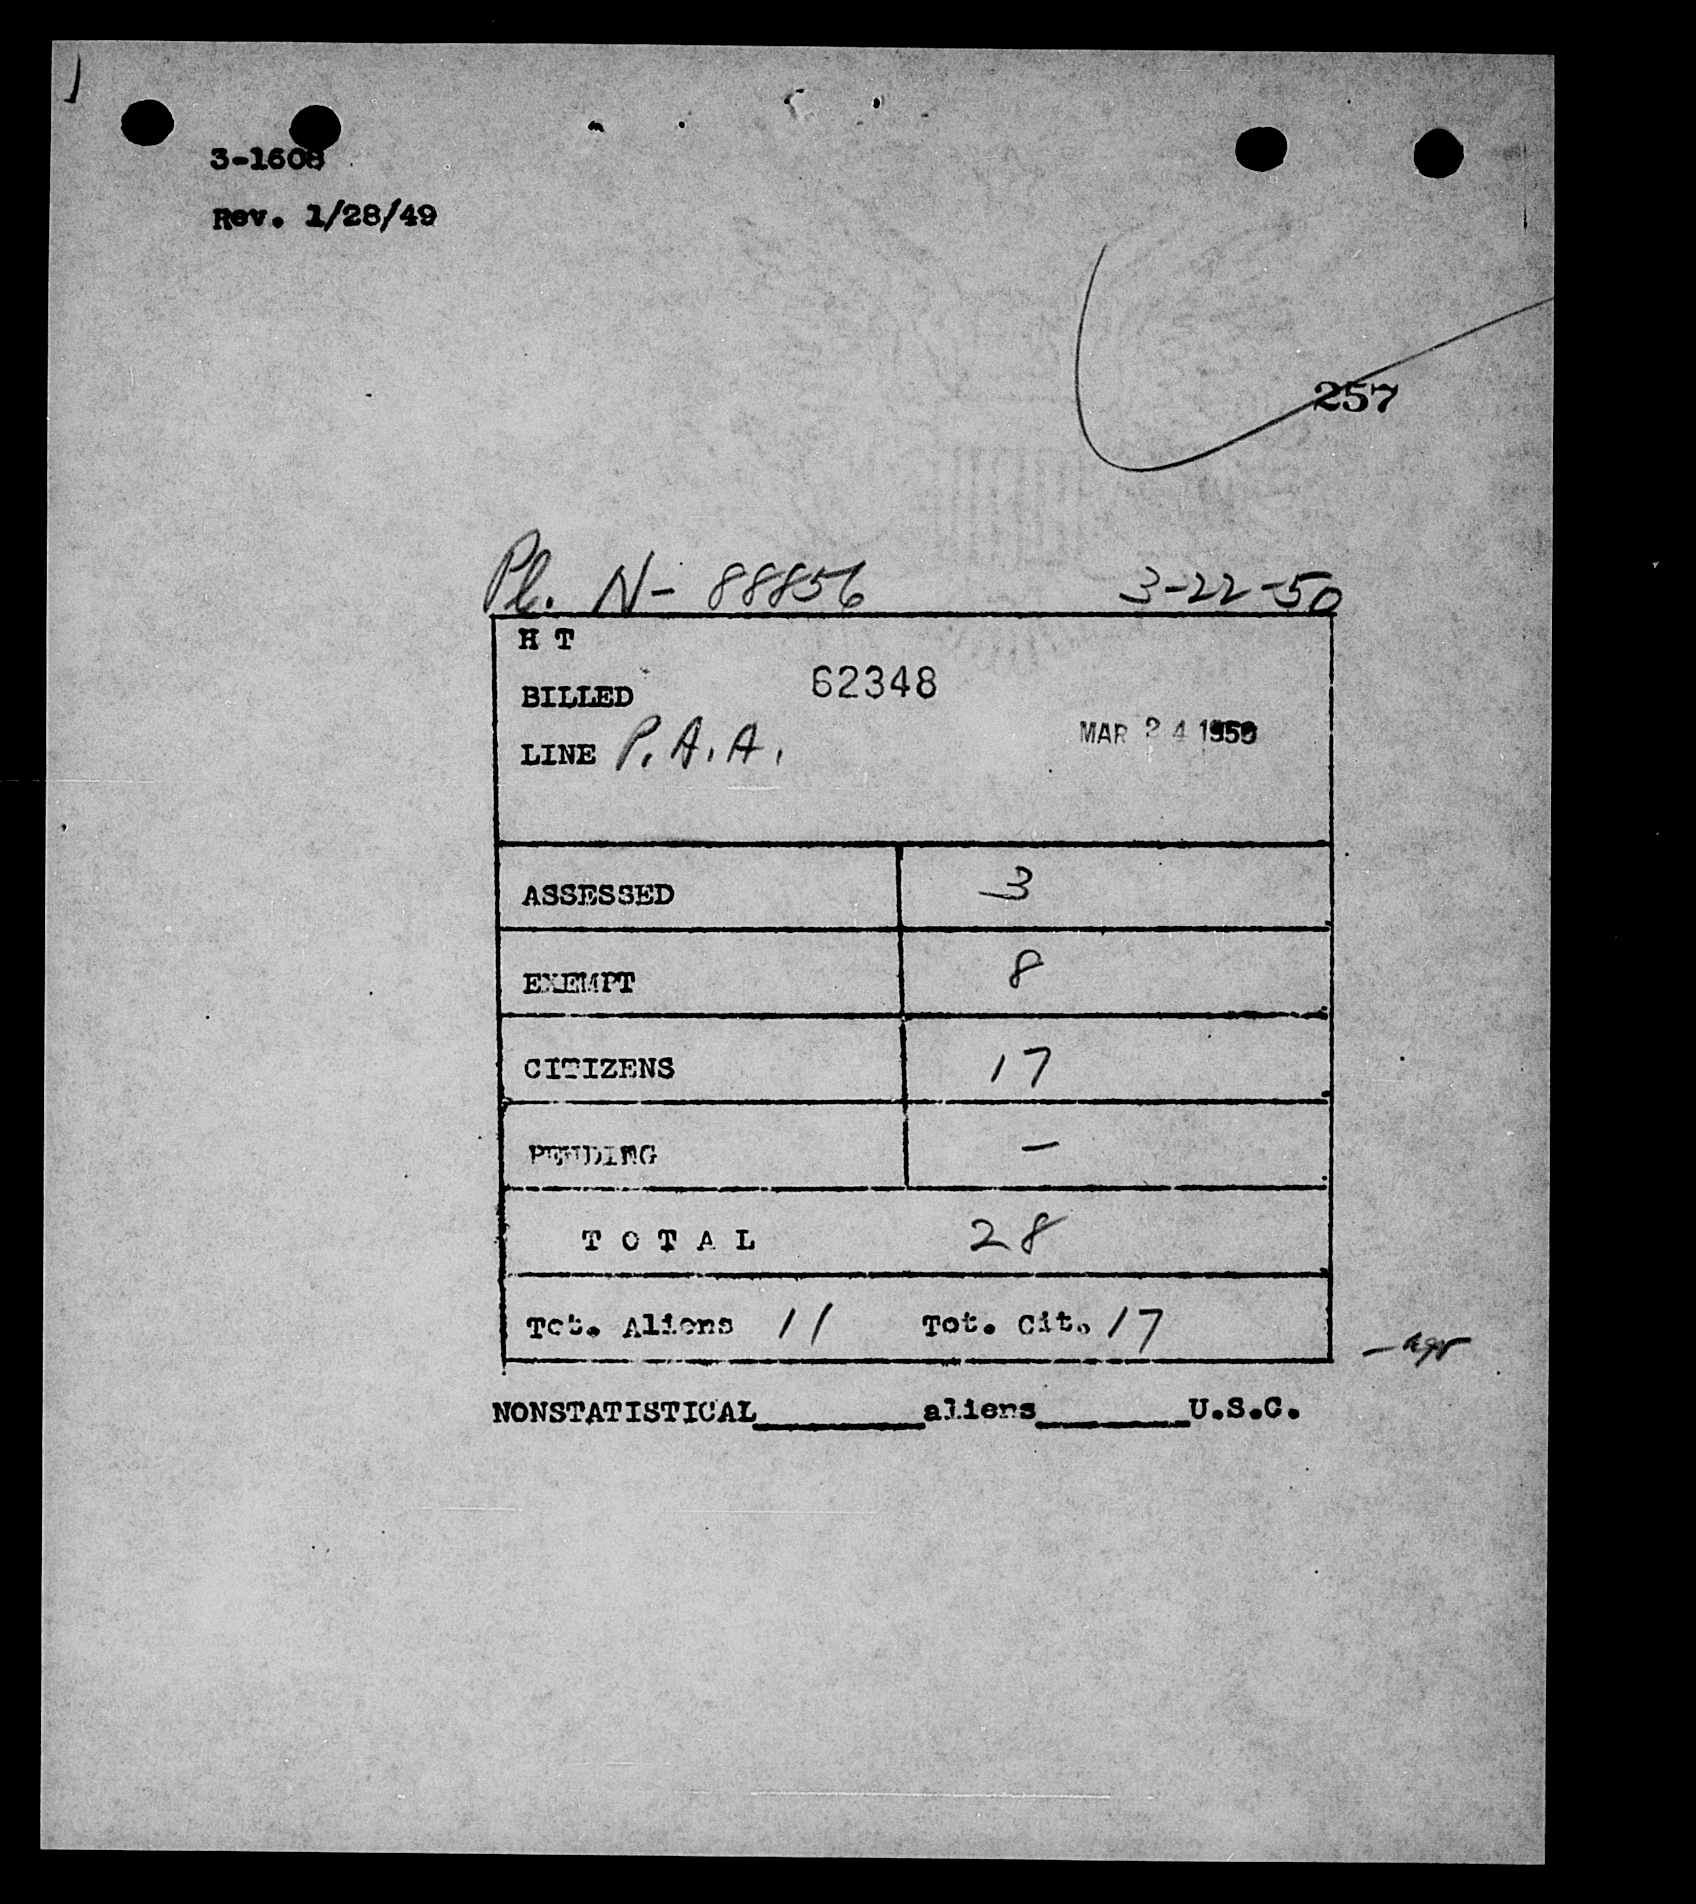 3-1608
Rev. 1/28/49
257
Pl. N- 88856 3-22-50
H T
BILLED 62348
MAR 24 1950
LINE P.A.A.
ASSESSED 3
EXEMPT 8
CITIZENS 17
PENDING -
T O T A L 28
Tot. Aliens 11 Tot. Cit. 17
NONSTATISTICAL aliens U.S.C.